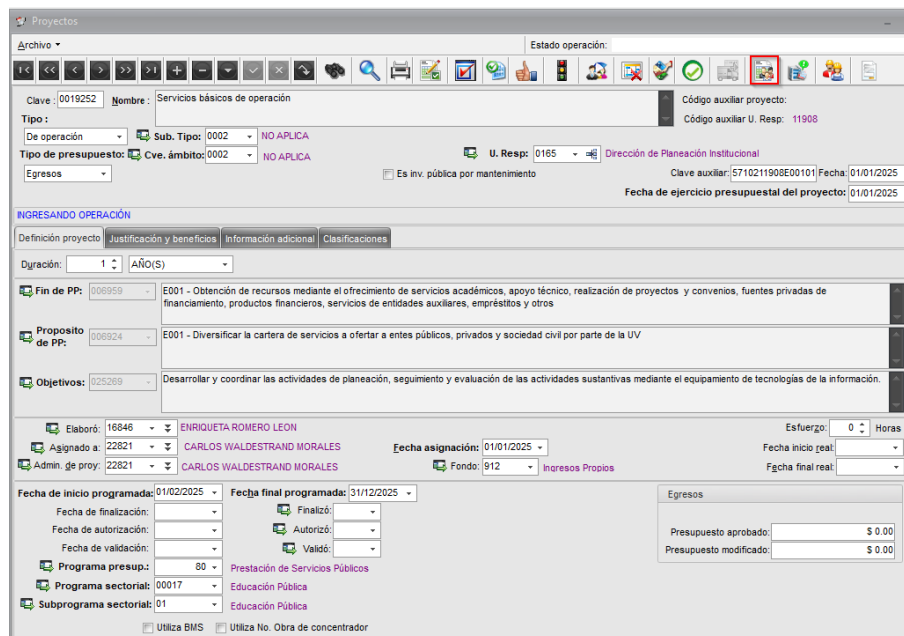 Proyectos
Archivo
Estado operación:
Clave : 0019252 Nombre : Servicios básicos de operación
Código auxiliar proyecto:
Tipo :
Código auxiliar U. Resp: 11908
De operación Sub. Tipo: 0002 NO APLICA
Tipo de presupuesto: Cve. ámbito: 0002 NO APLICA
U. Resp: 0165 Dirección de Planeación Institucional
Egresos
Es inv. pública por mantenimiento
Clave auxiliar: 5710211908E00101 Fecha: 01/01/2025
Fecha de ejercicio presupuestal del proyecto: 01/01/2025
INGRESANDO OPERACIÓN
Definición proyecto Justificación y beneficios Información adicional Clasificaciones
Duración: 1 AÑO(S)
Fin de PP: 006959 E001 - Obtención de recursos mediante el ofrecimiento de servicios académicos, apoyo técnico, realización de proyectos y convenios, fuentes privadas de
financiamiento, productos financieros, servicios de entidades auxiliares, empréstitos y otros
Proposito
de PP: 006924 E001 - Diversificar la cartera de servicios a ofertar a entes públicos, privados y sociedad civil por parte de la UV
Objetivos: 025269 Desarrollar y coordinar las actividades de planeación, seguimiento y evaluación de las actividades sustantivas mediante el equipamiento de tecnologías de la información.
Elaboró: 16846 ENRIQUETA ROMERO LEON
Esfuerzo: 0 Horas
Asignado a: 22821 CARLOS WALDESTRAND MORALES Fecha asignación: 01/01/2025
Fecha inicio real:
Admin. de proy: 22821 CARLOS WALDESTRAND MORALES Fondo: 912 Ingresos Propios
Fecha final real:
Fecha de inicio programada: 01/02/2025 Fecha final programada: 31/12/2025
Egresos
Fecha de finalización: Finalizó:
Fecha de autorización: Autorizó:
Presupuesto aprobado: $ 0.00
Fecha de validación: Validó:
Presupuesto modificado: $ 0.00
Programa presup.: 80 Prestación de Servicios Públicos
Programa sectorial: 00017 Educación Pública
Subprograma sectorial: 01 Educación Pública
Utiliza BMS Utiliza No. Obra de concentrador